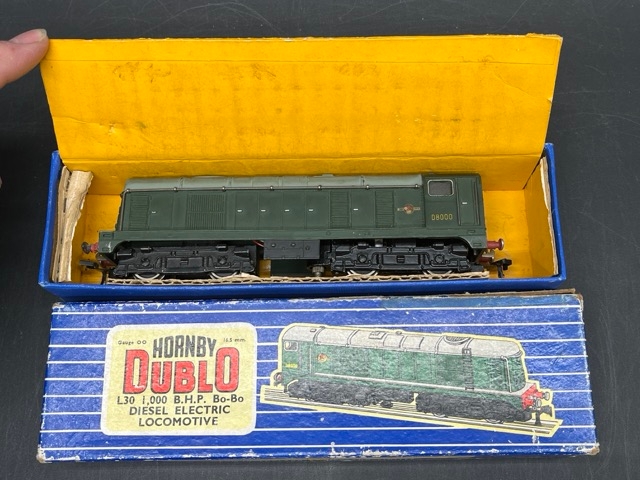 D8000
Gauge OO 16.5 mm.
HORNBY
DUBLO
L30 1,000 B.H.P. Bo-Bo
DIESEL ELECTRIC
LOCOMOTIVE